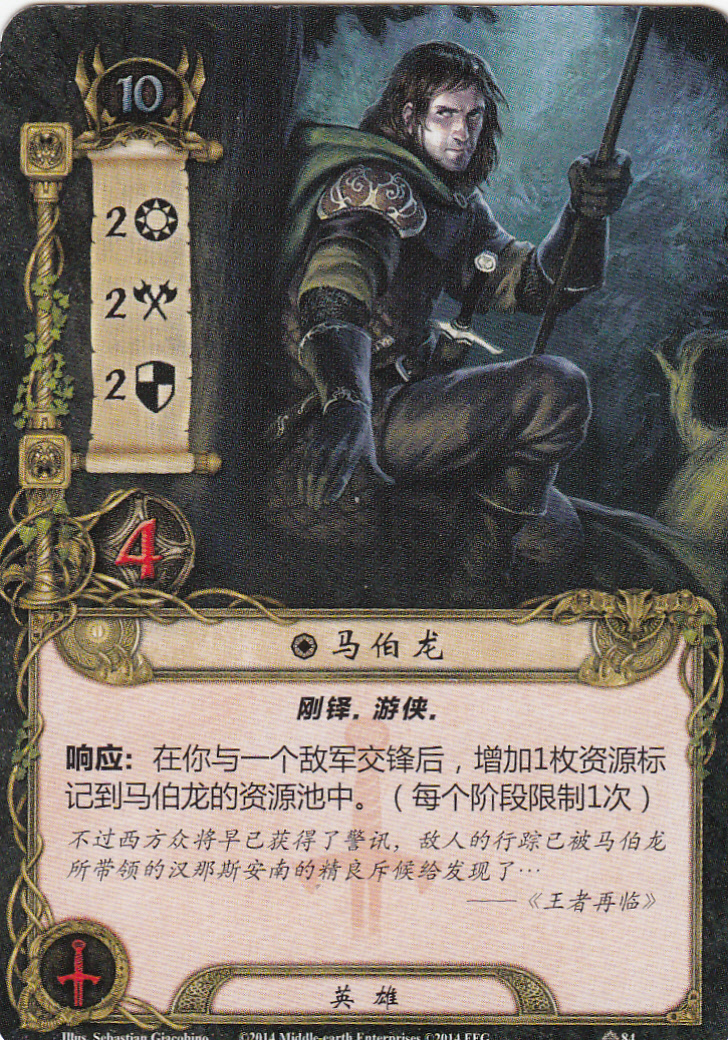 10
2
2
2
4
马伯龙
刚铎. 游侠.
响应: 在你与一个敌军交锋后，增加1枚资源标
记到马伯龙的资源池中。（每个阶段限制1次）
不过西方众将早已获得了警讯，敌人的行踪已被马伯龙
所带领的汉那斯安南的精良斥候给发现了…
——《王者再临》
英雄
Illus. Sebastian Giacobino ©2014 Middle-earth Enterprises ©2014 FFG 84